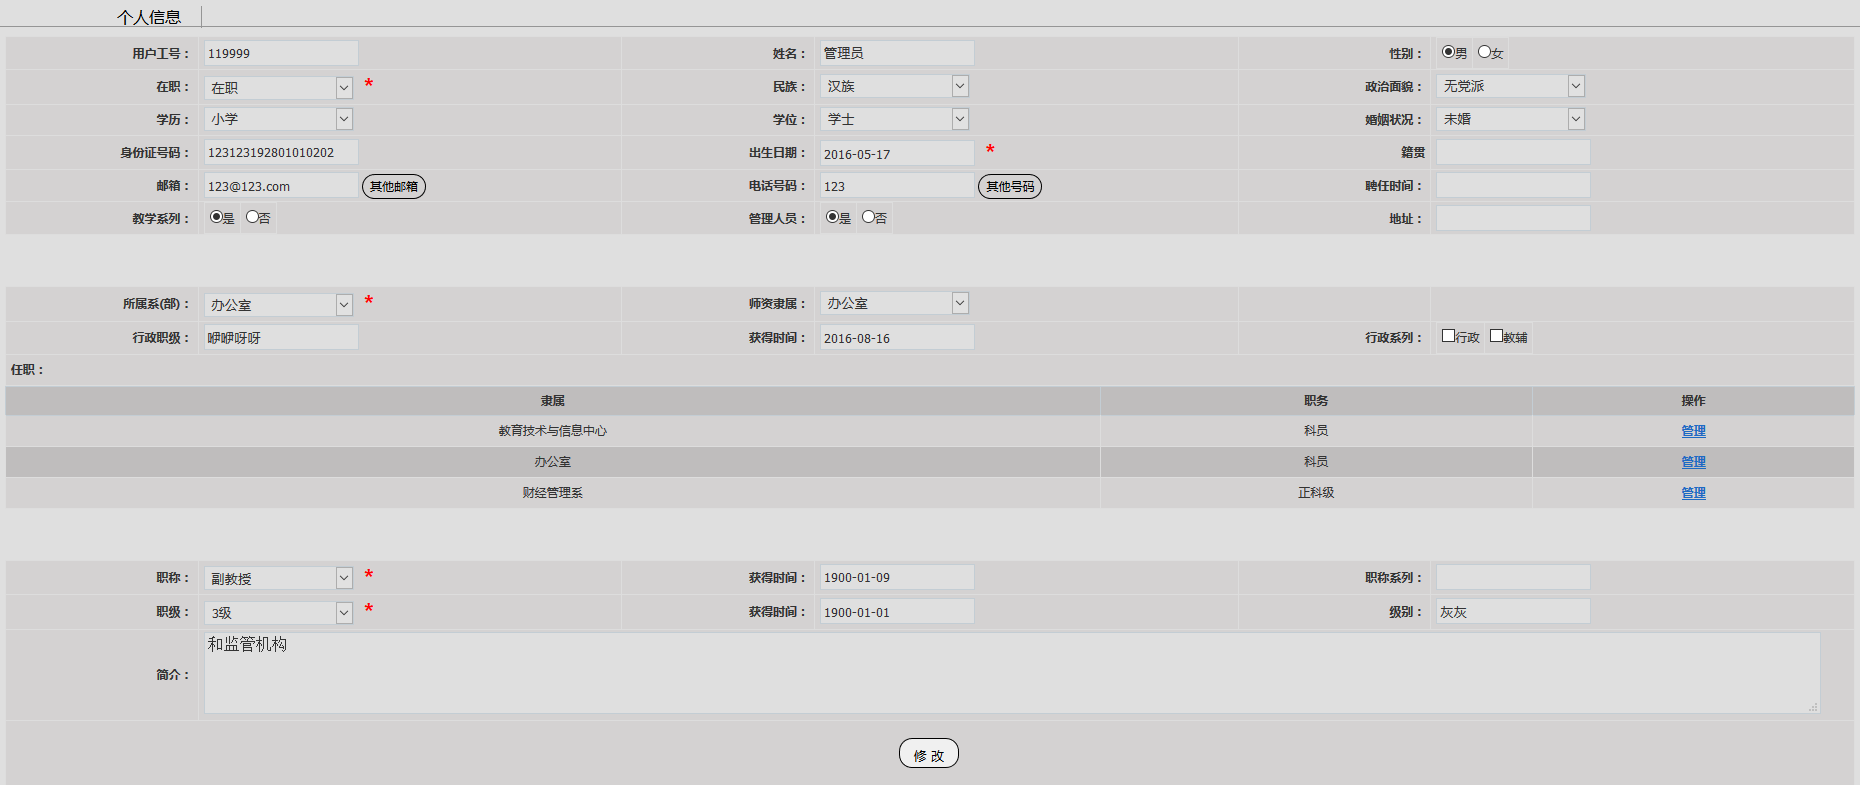 个人信息
用户工号： 119999 姓名： 管理员 性别： 男 女
在职： 在职 * 民族： 汉族 政治面貌： 无党派
学历： 小学 学位： 学士 婚姻状况： 未婚
身份证号码： 123123192801010202 出生日期： 2016-05-17 * 籍贯
邮箱： 123@123.com 其他邮箱 电话号码： 123 其他号码 聘任时间：
教学系列： 是 否 管理人员： 是 否 地址：
所属系(部)： 办公室 * 师资隶属： 办公室
行政职级： 咿咿呀呀 获得时间： 2016-08-16 行政系列： 行政 教辅
任职：
隶属 职务 操作
教育技术与信息中心 科员 管理
办公室 科员 管理
财经管理系 正科级 管理
职称： 副教授 * 获得时间： 1900-01-09 职称系列：
职级： 3级 * 获得时间： 1900-01-01 级别： 灰灰
简介： 和监管机构
修 改